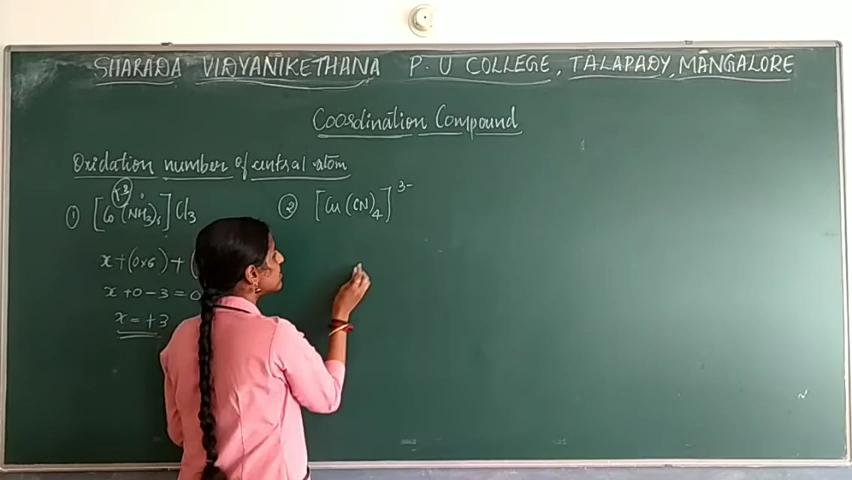 SHARADA VIDYANIKETHANA P.U COLLEGE, TALAPADY, MANGALORE
Coordination Compound
Oxidation number of central atom
① [Co(NH₃)₆]Cl₃
x+(0×6)+(
x+0-3=0
x=+3
② [Cu(CN)₄]³⁻